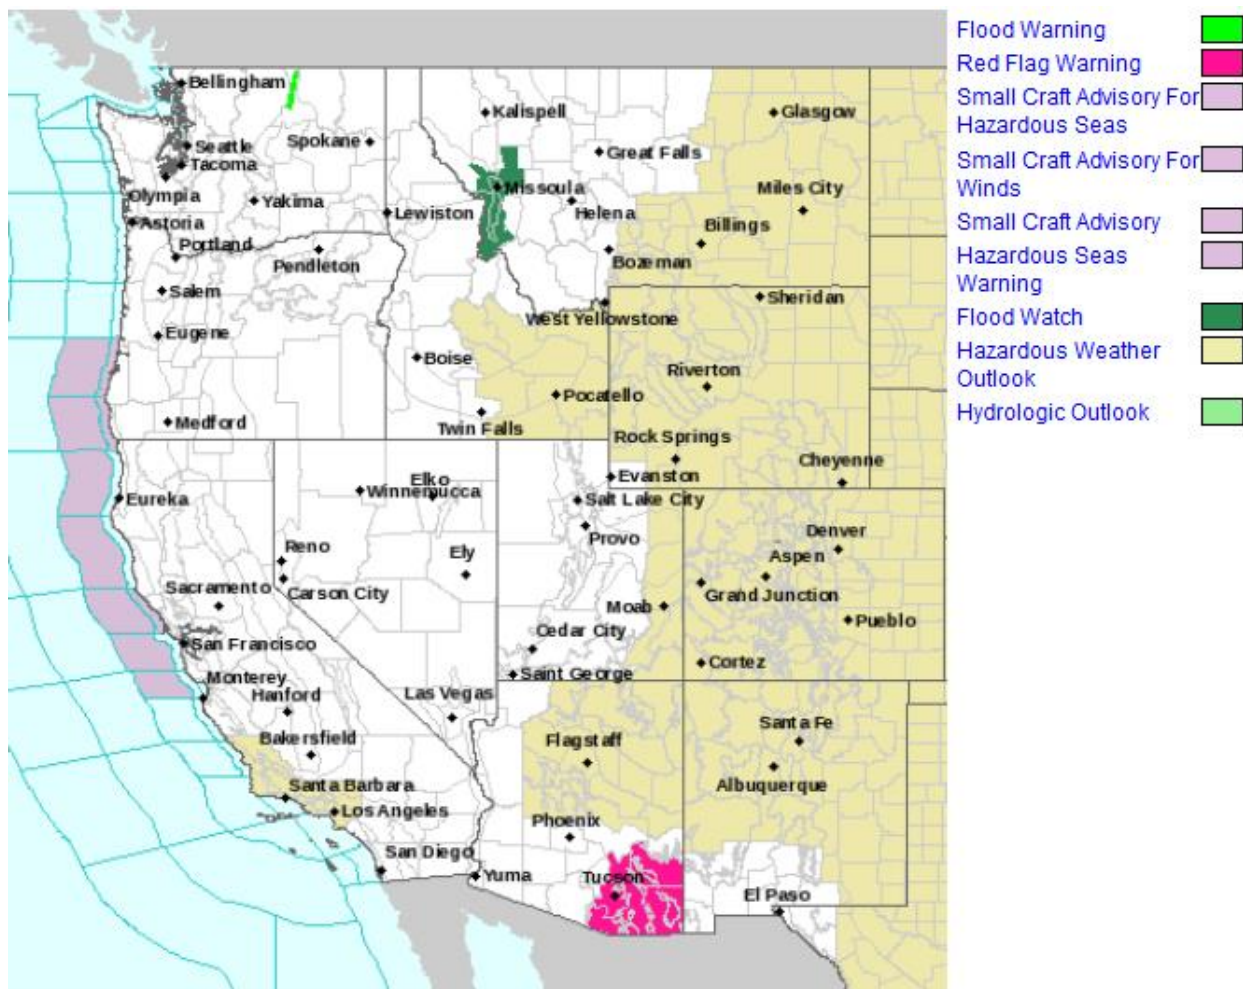 Bellingham
Kalispell
Glasgow
Seattle
Spokane
Great Falls
Tacoma
Missoula
Miles City
Olympia
Yakima
Lewiston
Helena
Astoria
Billings
Portland
Pendleton
Bozeman
Salem
Sheridan
West Yellowstone
Eugene
Boise
Riverton
Pocatello
Medford
Twin Falls
Rock Springs
Cheyenne
Evanston
Elko
Winnemucca
Eureka
Salt Lake City
Denver
Provo
Reno
Ely
Aspen
Sacramento
Carson City
Grand Junction
Moab
Pueblo
Cedar City
San Francisco
Cortez
Saint George
Monterey
Hanford
Las Vegas
Santa Fe
Bakersfield
Flagstaff
Albuquerque
Santa Barbara
Los Angeles
Phoenix
San Diego
Yuma
Tucson
El Paso
Flood Warning
Red Flag Warning
Small Craft Advisory For
Hazardous Seas
Small Craft Advisory For
Winds
Small Craft Advisory
Hazardous Seas
Warning
Flood Watch
Hazardous Weather
Outlook
Hydrologic Outlook